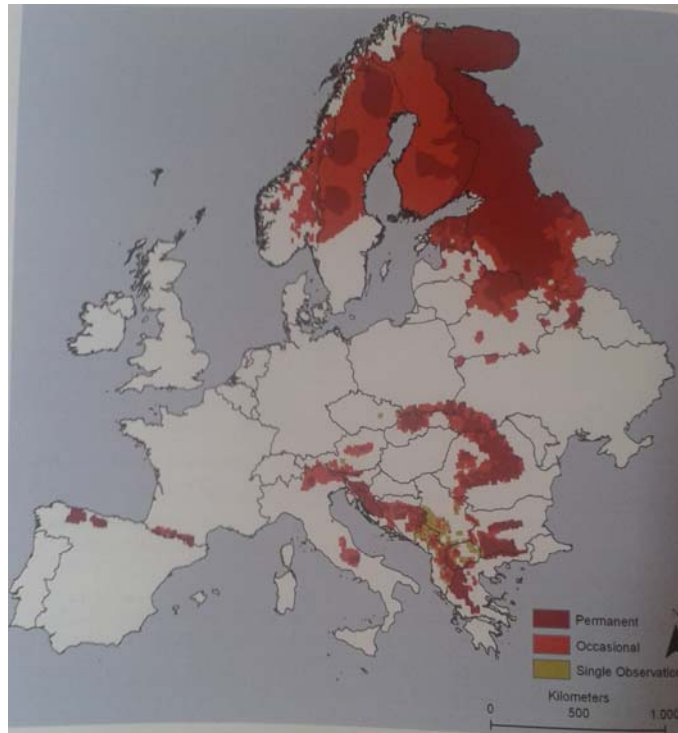 Permanent
Occasional
Single Observation
Kilometers
0 500 1.000